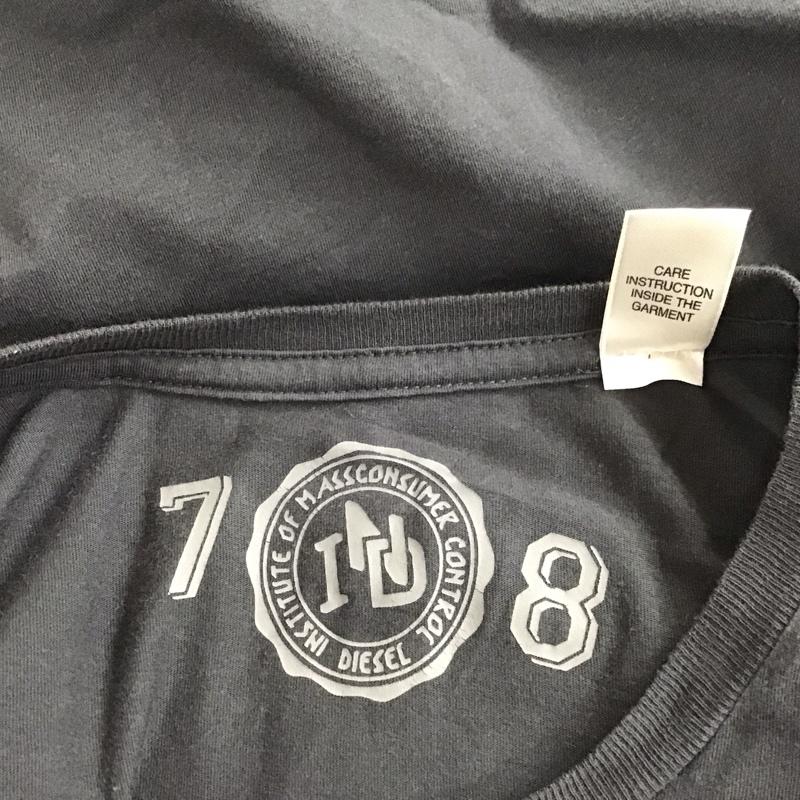 CARE
INSTRUCTION
INSIDE THE
GARMENT
7
INSTITUTE OF MASSCONSUMER CONTROL
IND
DIESEL
8